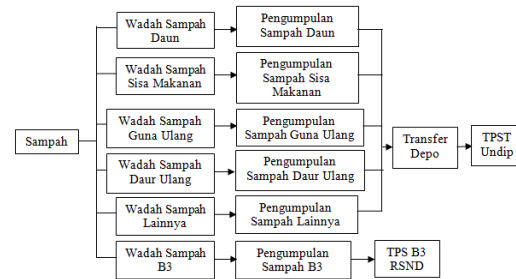 Sampah
Wadah Sampah
Daun
Pengumpulan
Sampah Daun
Wadah Sampah
Sisa Makanan
Pengumpulan
Sampah Sisa
Makanan
Wadah Sampah
Guna Ulang
Pengumpulan
Sampah Guna Ulang
Wadah Sampah
Daur Ulang
Pengumpulan
Sampah Daur Ulang
Wadah Sampah
Lainnya
Pengumpulan
Sampah Lainnya
Wadah Sampah
B3
Pengumpulan
Sampah B3
Transfer
Depo
TPST
Undip
TPS B3
RSND